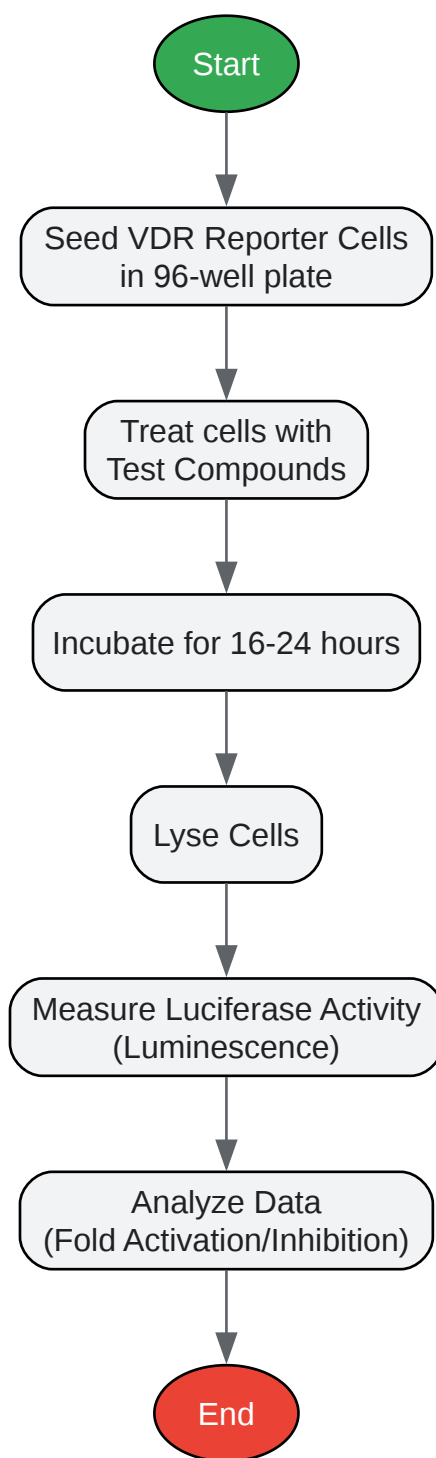 Start
Seed VDR Reporter Cells
in 96-well plate
Treat cells with
Test Compounds
Incubate for 16-24 hours
Lyse Cells
Measure Luciferase Activity
(Luminescence)
Analyze Data
(Fold Activation/Inhibition)
End